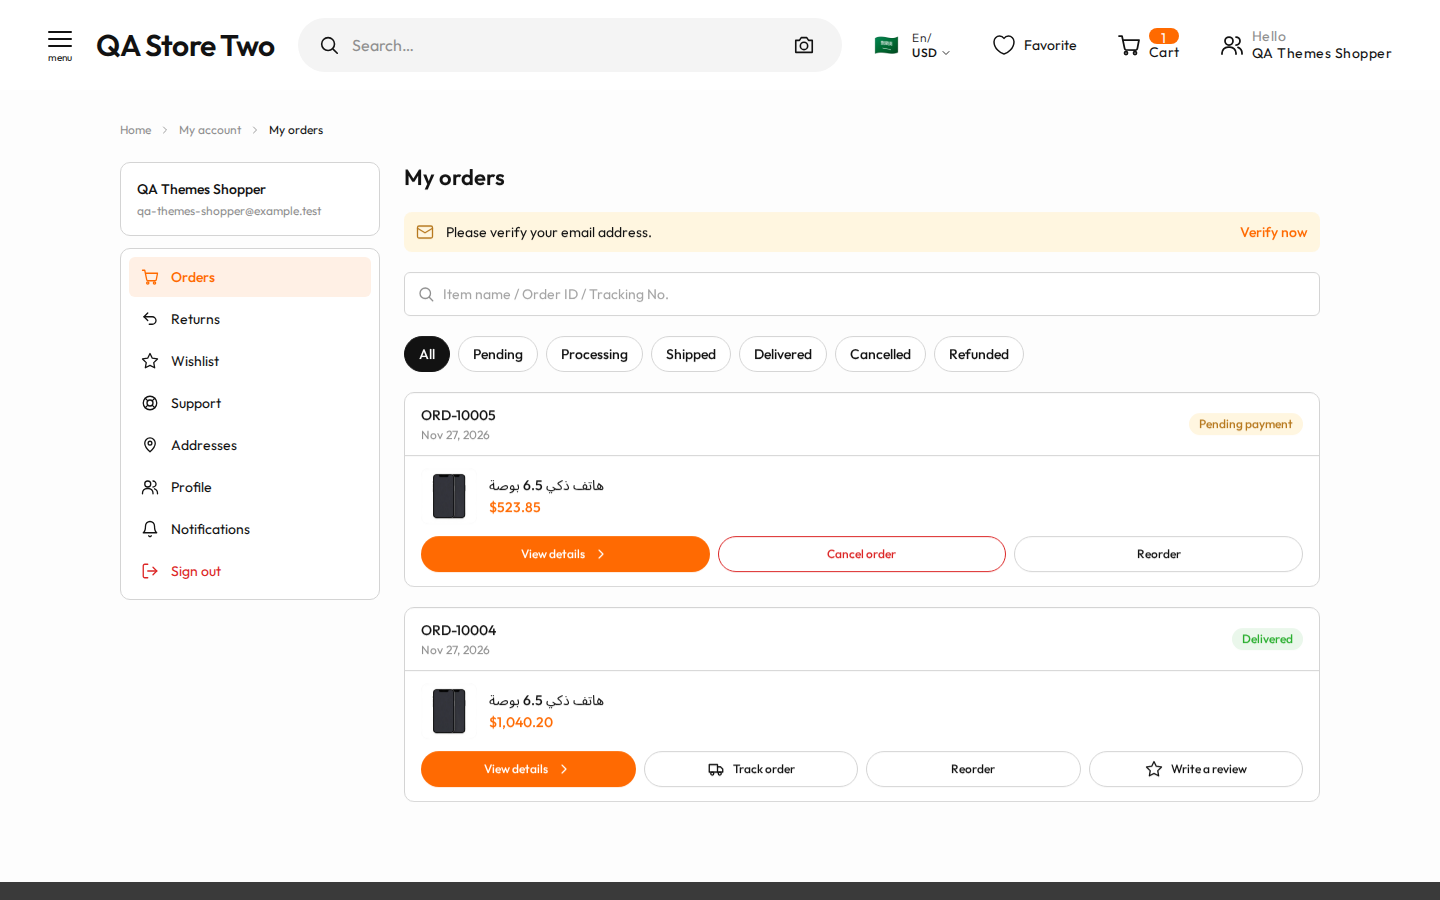 menu
QA Store Two
Search...
En/
USD
Favorite
1
Cart
Hello
QA Themes Shopper
Home
My account
My orders
QA Themes Shopper
qa-themes-shopper@example.test
Orders
Returns
Wishlist
Support
Addresses
Profile
Notifications
Sign out
My orders
Please verify your email address.
Verify now
Item name / Order ID / Tracking No.
All
Pending
Processing
Shipped
Delivered
Cancelled
Refunded
ORD-10005
Nov 27, 2026
Pending payment
هاتف ذكي 6.5 بوصة
$523.85
View details
Cancel order
Reorder
ORD-10004
Nov 27, 2026
Delivered
هاتف ذكي 6.5 بوصة
$1,040.20
View details
Track order
Reorder
Write a review